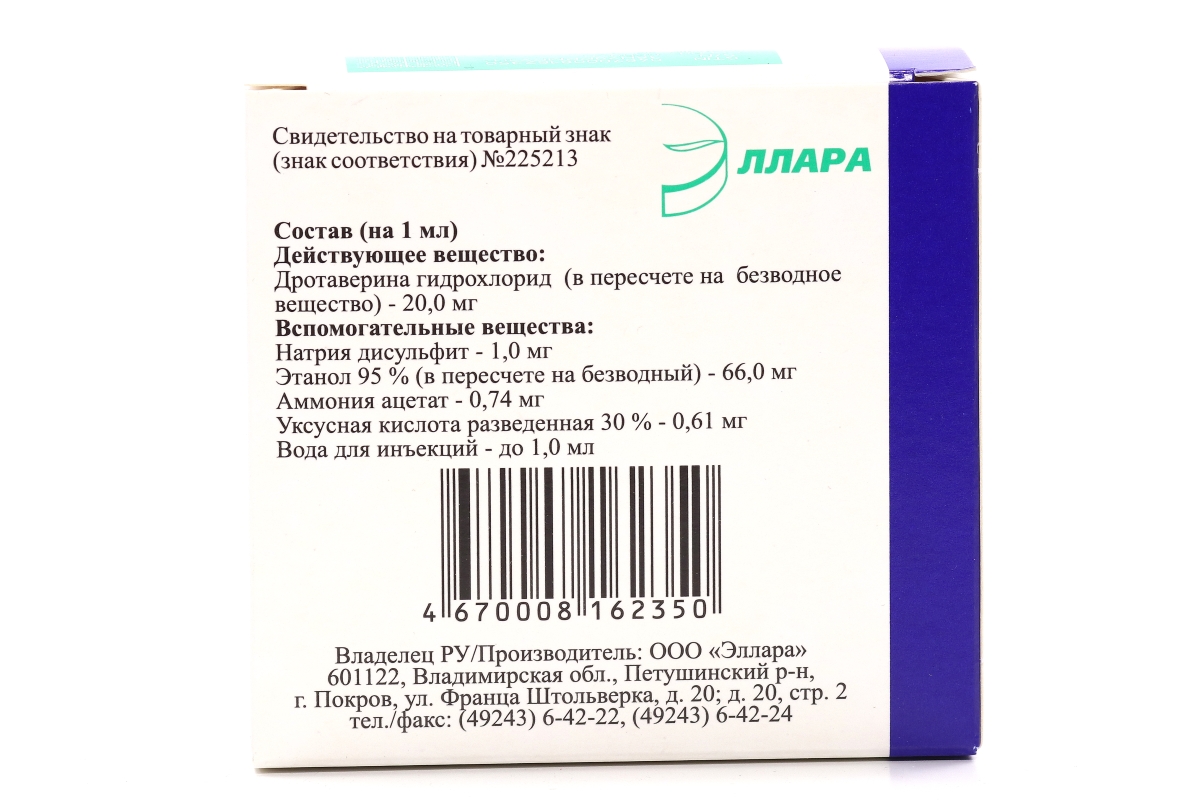 Свидетельство на товарный знак
(знак соответствия) №225213
ЭЛЛАРА
Состав (на 1 мл)
Действующее вещество:
Дротаверина гидрохлорид (в пересчете на безводное
вещество) - 20,0 мг
Вспомогательные вещества:
Натрия дисульфит - 1,0 мг
Этанол 95 % (в пересчете на безводный) - 66,0 мг
Аммония ацетат - 0,74 мг
Уксусная кислота разведенная 30 % - 0,61 мг
Вода для инъекций - до 1,0 мл
4 670008 162350
Владелец РУ/Производитель: ООО «Эллара»
601122, Владимирская обл., Петушинский р-н,
г. Покров, ул. Франца Штольверка, д. 20; д. 20, стр. 2
тел./факс: (49243) 6-42-22, (49243) 6-42-24